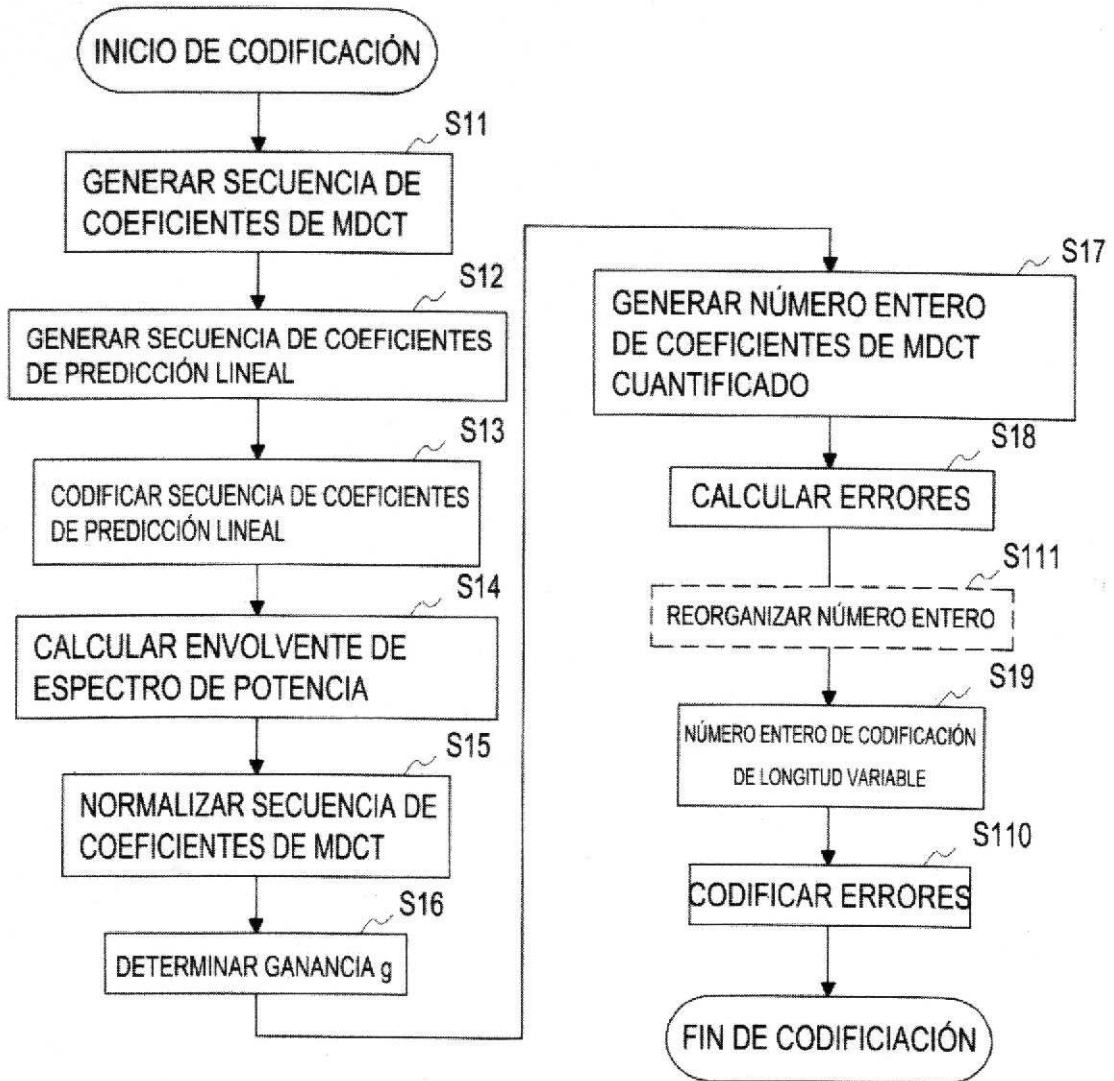 INICIO DE CODIFICACIÓN
S11
GENERAR SECUENCIA DE
COEFICIENTES DE MDCT
S12
GENERAR SECUENCIA DE COEFICIENTES
DE PREDICCIÓN LINEAL
S13
CODIFICAR SECUENCIA DE COEFICIENTES
DE PREDICCIÓN LINEAL
S14
CALCULAR ENVOLVENTE DE
ESPECTRO DE POTENCIA
S15
NORMALIZAR SECUENCIA DE
COEFICIENTES DE MDCT
S16
DETERMINAR GANANCIA g
S17
GENERAR NÚMERO ENTERO
DE COEFICIENTES DE MDCT
CUANTIFICADO
S18
CALCULAR ERRORES
S111
REORGANIZAR NÚMERO ENTERO
S19
NÚMERO ENTERO DE CODIFICACIÓN
DE LONGITUD VARIABLE
S110
CODIFICAR ERRORES
FIN DE CODIFICIACIÓN